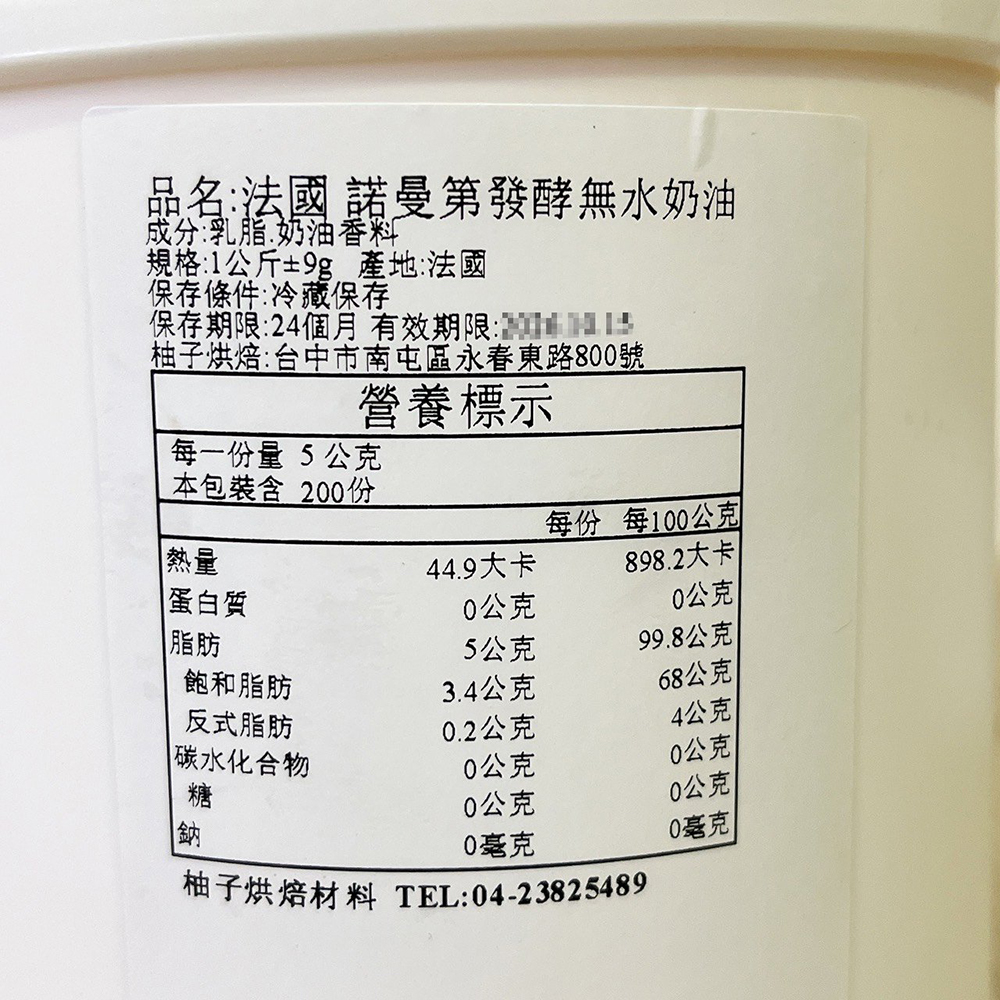 品名:法國 諾曼第發酵無水奶油
成分:乳脂.奶油香料
規格:1公斤±9g 產地:法國
保存條件:冷藏保存
保存期限:24個月 有效期限:
柚子烘焙:台中市南屯區永春東路800號
營養標示
每一份量 5 公克
本包裝含 200份
每份 每100公克
熱量 44.9大卡 898.2大卡
蛋白質 0公克 0公克
脂肪 5公克 99.8公克
飽和脂肪 3.4公克 68公克
反式脂肪 0.2公克 4公克
碳水化合物 0公克 0公克
糖 0公克 0公克
鈉 0毫克 0毫克
柚子烘焙材料 TEL:04-23825489